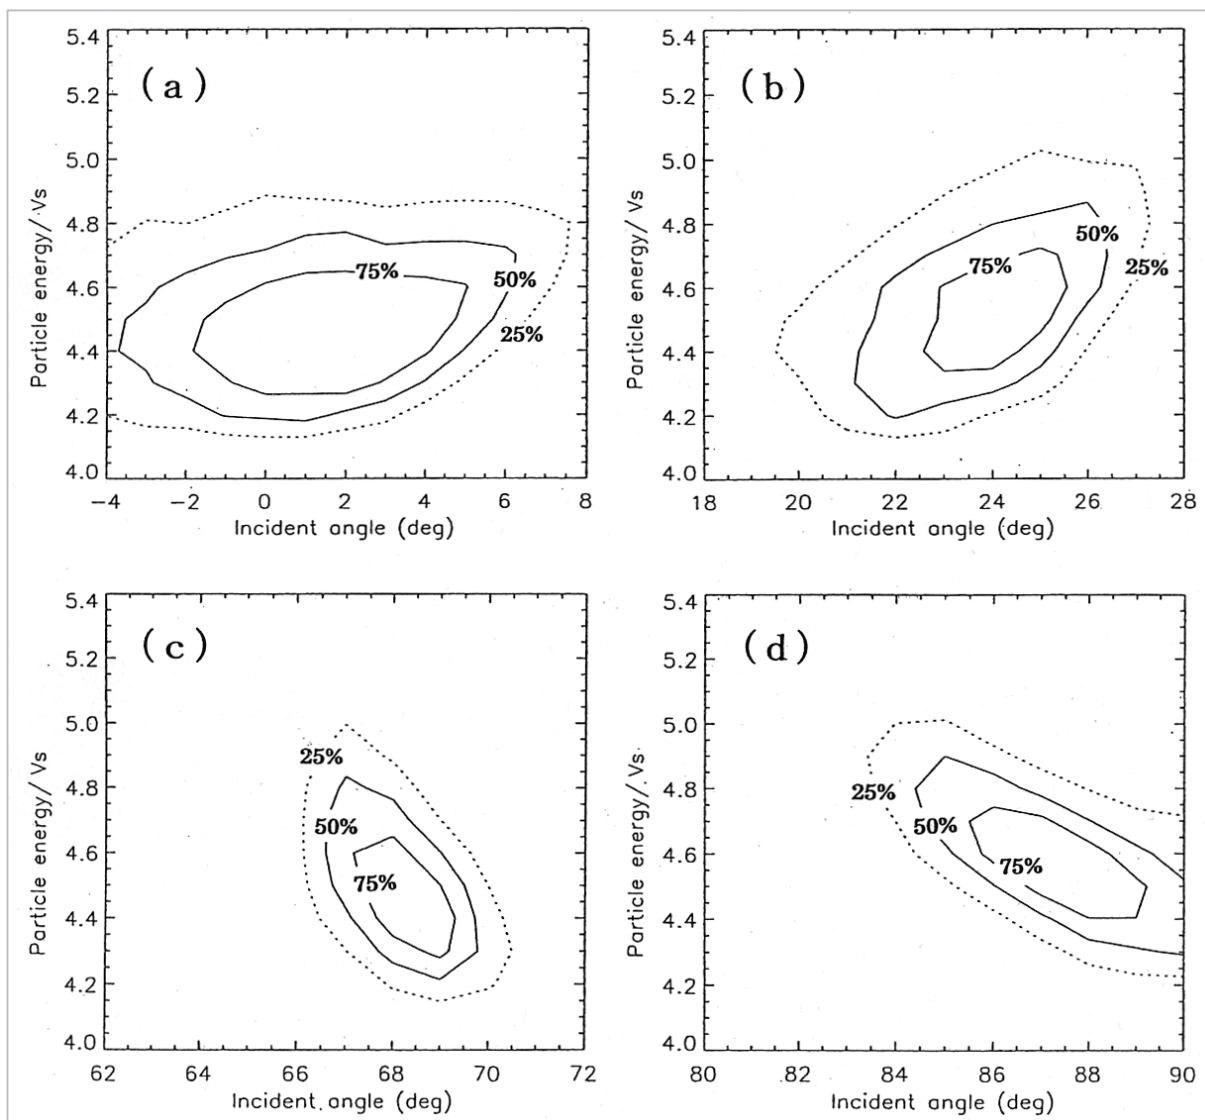 5.4
5.2
5.0
4.8
4.6
4.4
4.2
4.0
Particle energy/Vs
(a)
75%
50%
25%
−4 −2 0 2 4 6 8
Incident angle (deg)
5.4
5.2
5.0
4.8
4.6
4.4
4.2
4.0
Particle energy/Vs
(b)
50%
75%
25%
18 20 22 24 26 28
Incident angle (deg)
5.4
5.2
5.0
4.8
4.6
4.4
4.2
4.0
Particle energy/Vs
(c)
25%
50%
75%
62 64 66 68 70 72
Incident angle (deg)
5.4
5.2
5.0
4.8
4.6
4.4
4.2
4.0
Particle energy/Vs
(d)
25%
50%
75%
80 82 84 86 88 90
Incident angle (deg)